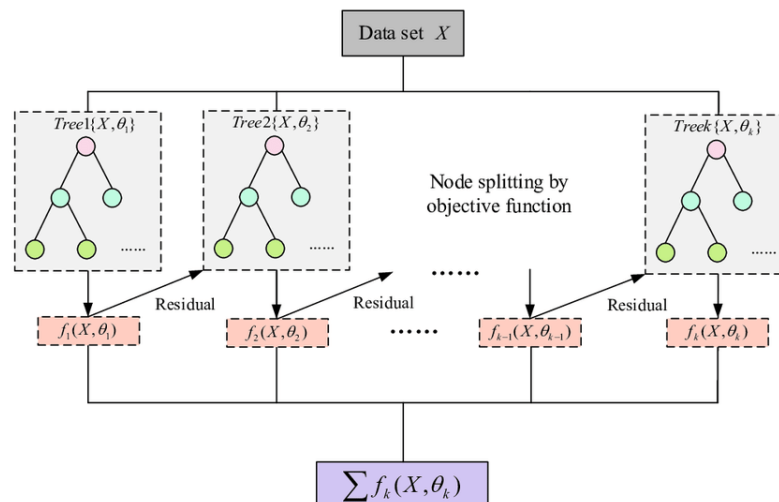 Data set X
Tree1{X,θ₁}
Tree2{X,θ₂}
Treek{X,θₖ}
Node splitting by
objective function
......
......
......
......
Residual
Residual
Residual
f₁(X,θ₁)
f₂(X,θ₂)
......
fₖ₋₁(X,θₖ₋₁)
fₖ(X,θₖ)
∑ fₖ(X,θₖ)